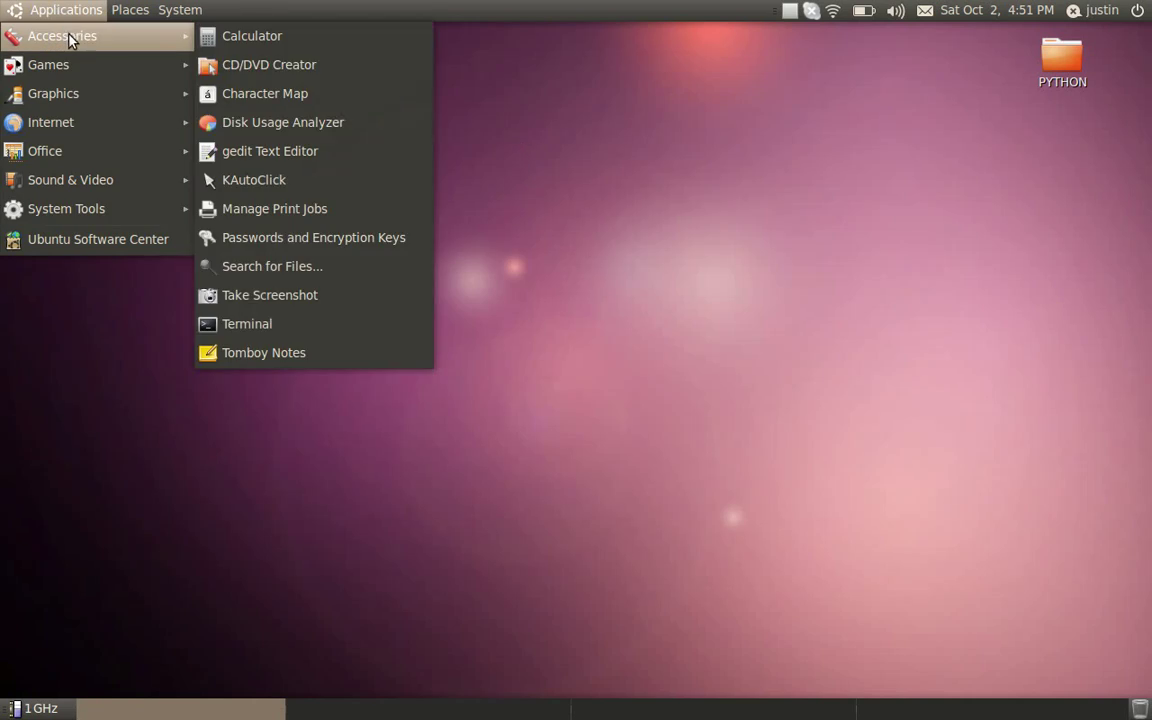 Applications Places System Sat Oct 2, 4:51 PM justin
Accessories
Games
Graphics
Internet
Office
Sound & Video
System Tools
Ubuntu Software Center
Calculator
CD/DVD Creator
Character Map
Disk Usage Analyzer
gedit Text Editor
KAutoClick
Manage Print Jobs
Passwords and Encryption Keys
Search for Files...
Take Screenshot
Terminal
Tomboy Notes
PYTHON
1 GHz